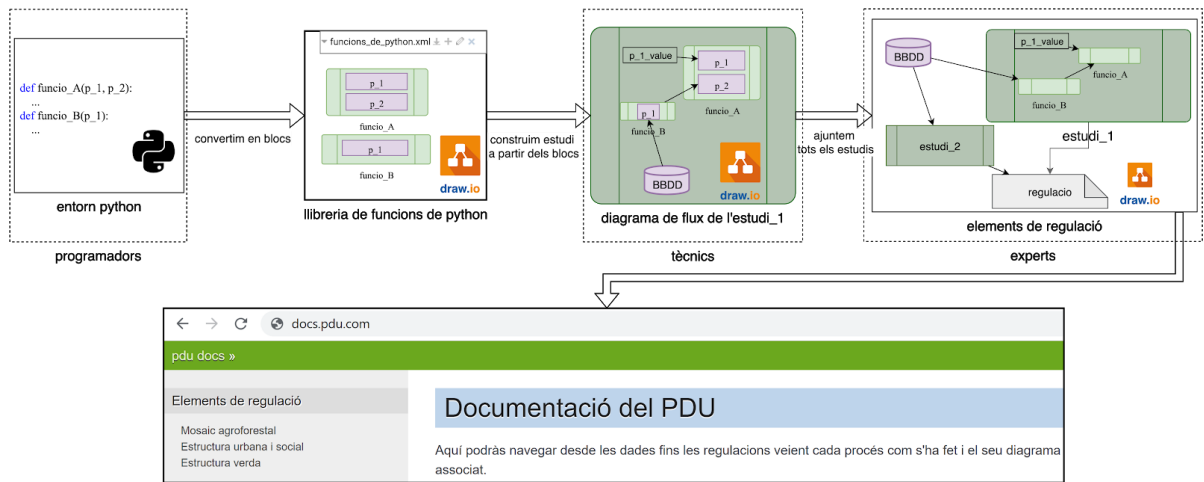 def funcio_A(p_1, p_2):
...
def funcio_B(p_1):
...
entorn python
programadors
convertim en blocs
funcions_de_python.xml
p_1
p_2
funcio_A
p_1
funcio_B
draw.io
llibreria de funcions de python
construim estudi
a partir dels blocs
p_1_value
p_1
p_2
funcio_A
p_1
funcio_B
BBDD
draw.io
diagrama de flux de l'estudi_1
tècnics
ajuntem
tots els estudis
BBDD
p_1_value
funcio_A
funcio_B
estudi_1
estudi_2
regulacio
draw.io
elements de regulació
experts
docs.pdu.com
pdu docs »
Elements de regulació
Mosaic agroforestal
Estructura urbana i social
Estructura verda
Documentació del PDU
Aquí podràs navegar desde les dades fins les regulacions veient cada procés com s'ha fet i el seu diagrama
associat.